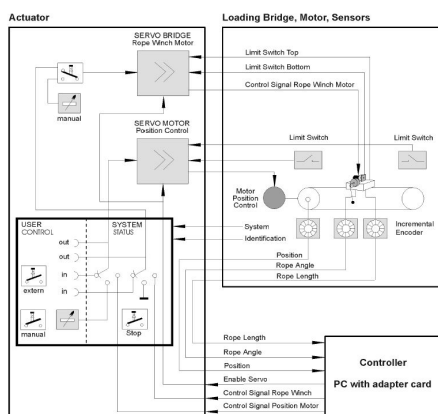 Actuator
Loading Bridge, Motor, Sensors
SERVO BRIDGE
Rope Winch Motor
manual
SERVO MOTOR
Position Control
Limit Switch Top
Limit Switch Bottom
Control Signal Rope Winch Motor
Limit Switch
Limit Switch
Motor
Position
Control
Incremental
Encoder
USER
CONTROL
SYSTEM
STATUS
out
out
in
in
extern
manual
Stop
System
Identification
Position
Rope Angle
Rope Length
Rope Length
Rope Angle
Position
Enable Servo
Control Signal Rope Winch
Control Signal Position Motor
Controller
PC with adapter card